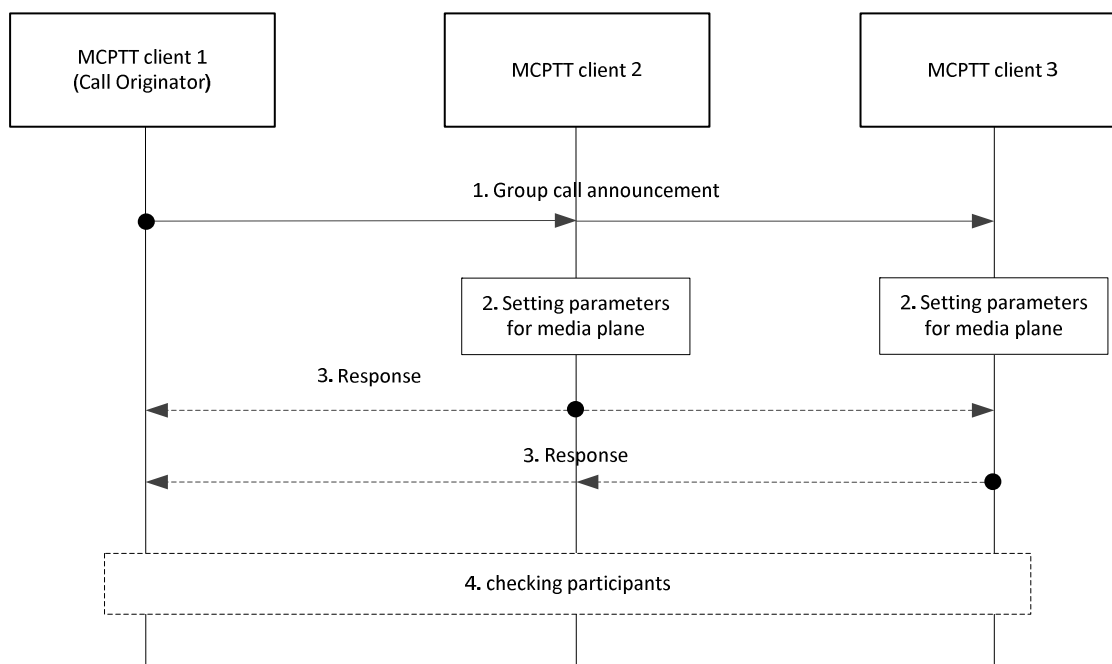 MCPTT client 1
(Call Originator)
MCPTT client 2
MCPTT client 3
1. Group call announcement
2. Setting parameters
for media plane
2. Setting parameters
for media plane
3. Response
3. Response
4. checking participants